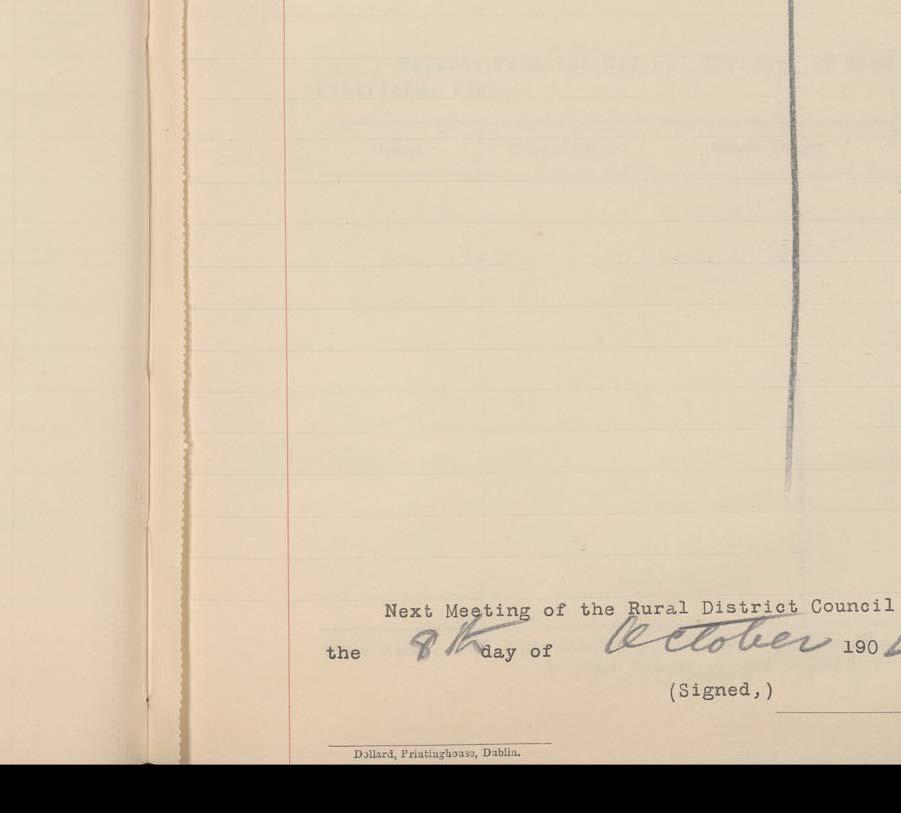 Next Meeting of the Rural District Council
the 8th day of October 190
(Signed,)
Dollard, Printinghouse, Dublin.